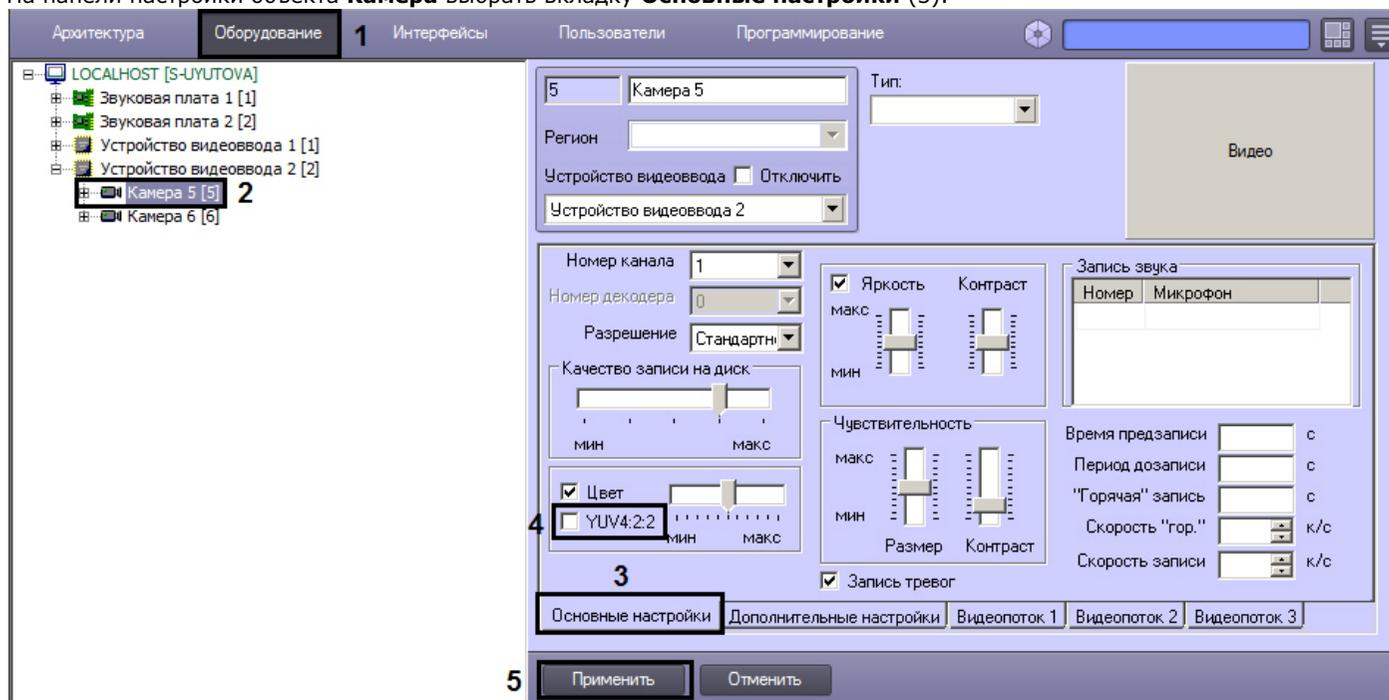 На панели настройки объекта Камера выбрать вкладку Основные настройки (3).
Архитектура Оборудование 1 Интерфейсы Пользователи Программирование
LOCALHOST [S-UYUTOVA]
Звуковая плата 1 [1]
Звуковая плата 2 [2]
Устройство видеоввода 1 [1]
Устройство видеоввода 2 [2]
Камера 5 [5] 2
Камера 6 [6]
5 Камера 5
Тип:
Регион
Устройство видеоввода Отключить
Устройство видеоввода 2
Видео
Номер канала 1
Номер декодера 0
Разрешение Стандартн
Качество записи на диск
мин макс
Цвет
4 YUV4:2:2
мин макс
3
Яркость Контраст
макс
мин
Чувствительность
макс
мин
Размер Контраст
Запись тревог
Запись звука
Номер Микрофон
Время предзаписи с
Период дозаписи с
"Горячая" запись с
Скорость "гор." к/с
Скорость записи к/с
Основные настройки Дополнительные настройки Видеопоток 1 Видеопоток 2 Видеопоток 3
5 Применить Отменить